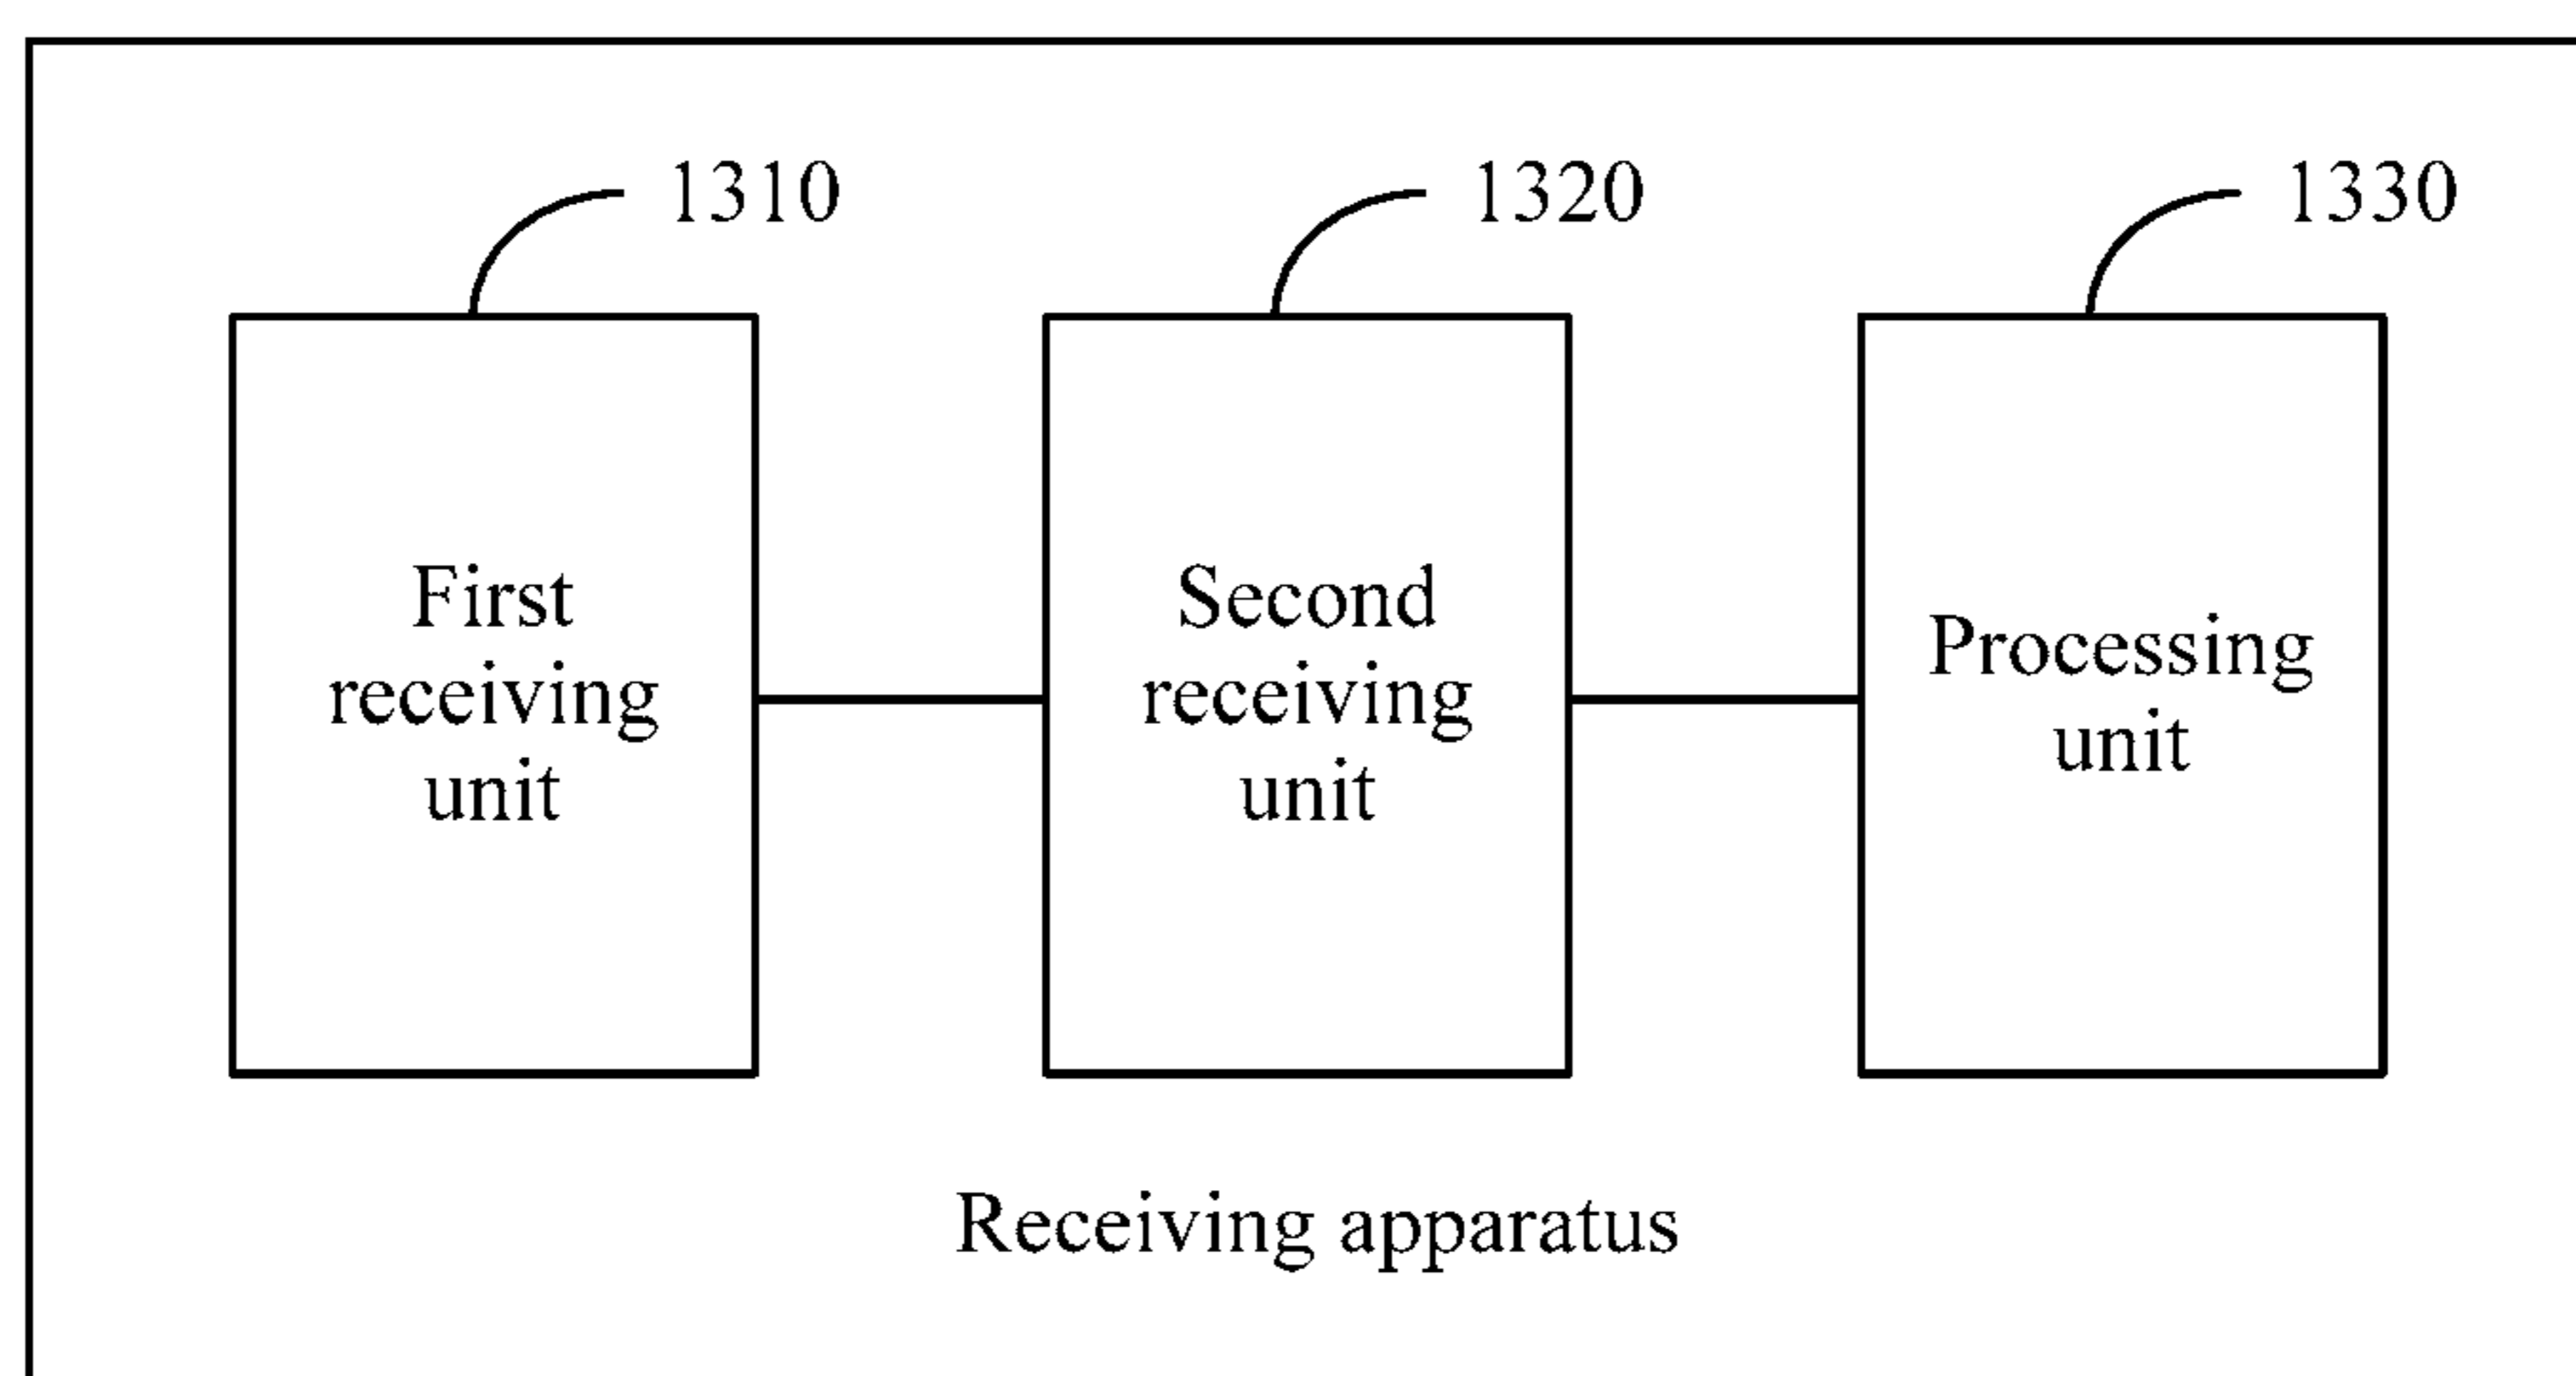 1310
1320
1330
First
receiving
unit
Second
receiving
unit
Processing
unit
Receiving apparatus